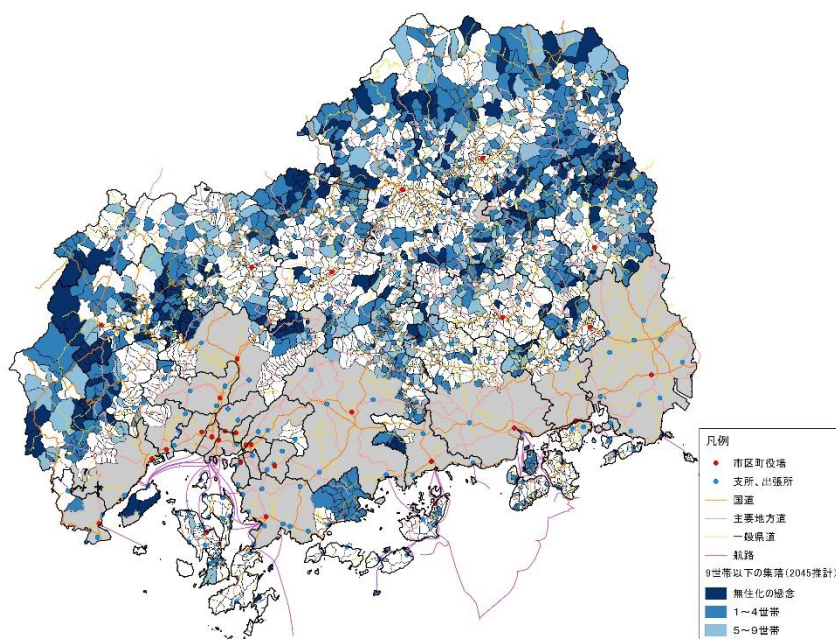 凡例
市区町役場
支所、出張所
国道
主要地方道
一般県道
航路
9世帯以下の集落(2045推計)
無住化の懸念
1~4世帯
5~9世帯